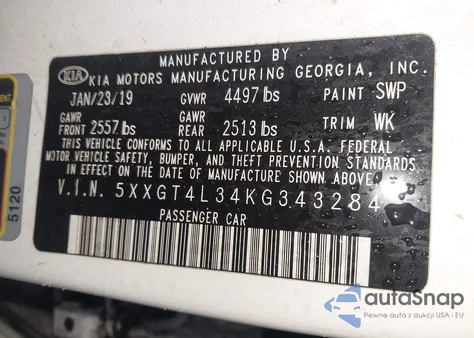 MANUFACTURED BY
KIA KIA MOTORS MANUFACTURING GEORGIA, INC.
JAN/23/19 GVWR 4497 lbs PAINT SWP
GAWR FRONT 2557 lbs GAWR REAR 2513 lbs TRIM WK
THIS VEHICLE CONFORMS TO ALL APPLICABLE U.S.A. FEDERAL
MOTOR VEHICLE SAFETY, BUMPER, AND THEFT PREVENTION STANDARDS
IN EFFECT ON THE DATE OF MANUFACTURE SHOWN ABOVE.
V.I.N. 5XXGT4L34KG343284
PASSENGER CAR
5120
autoSnap
Pewne auta z aukcji USA i EU